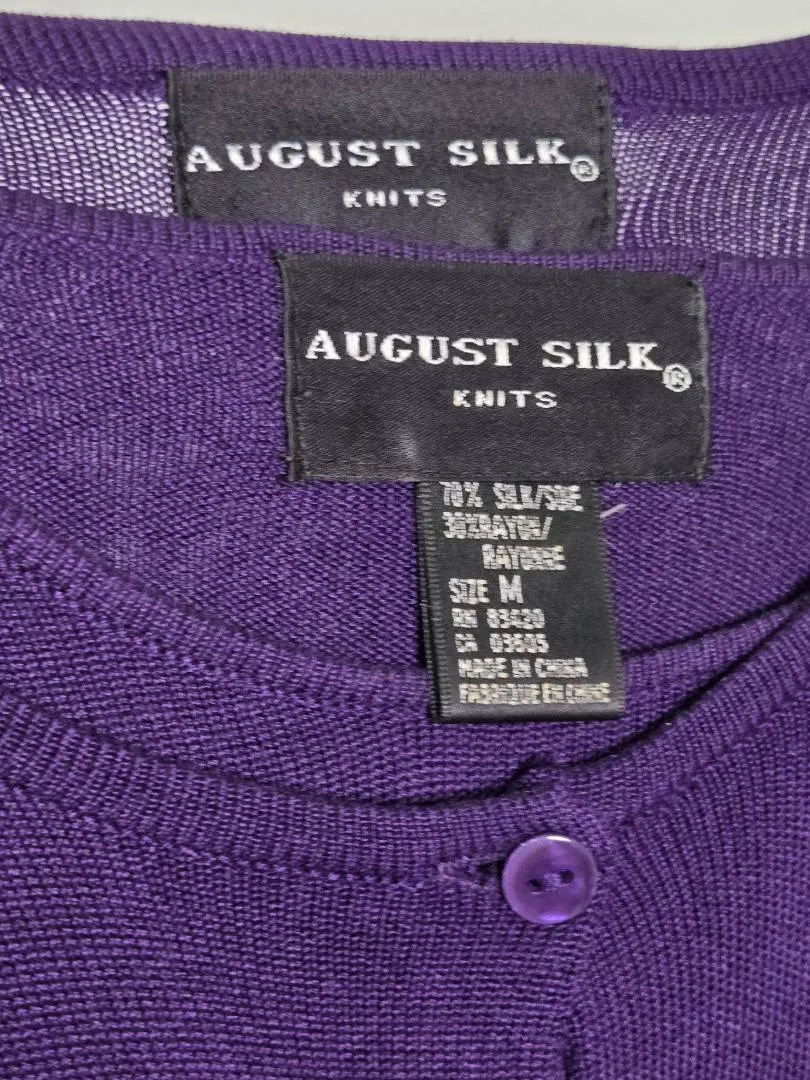 AUGUST SILK®
KNITS
AUGUST SILK®
KNITS
70% SILK/SOIE
30%RAYON/
RAYONNE
SIZE M
RN 83420
CA 03505
MADE IN CHINA
FABRIQUE EN CHINE